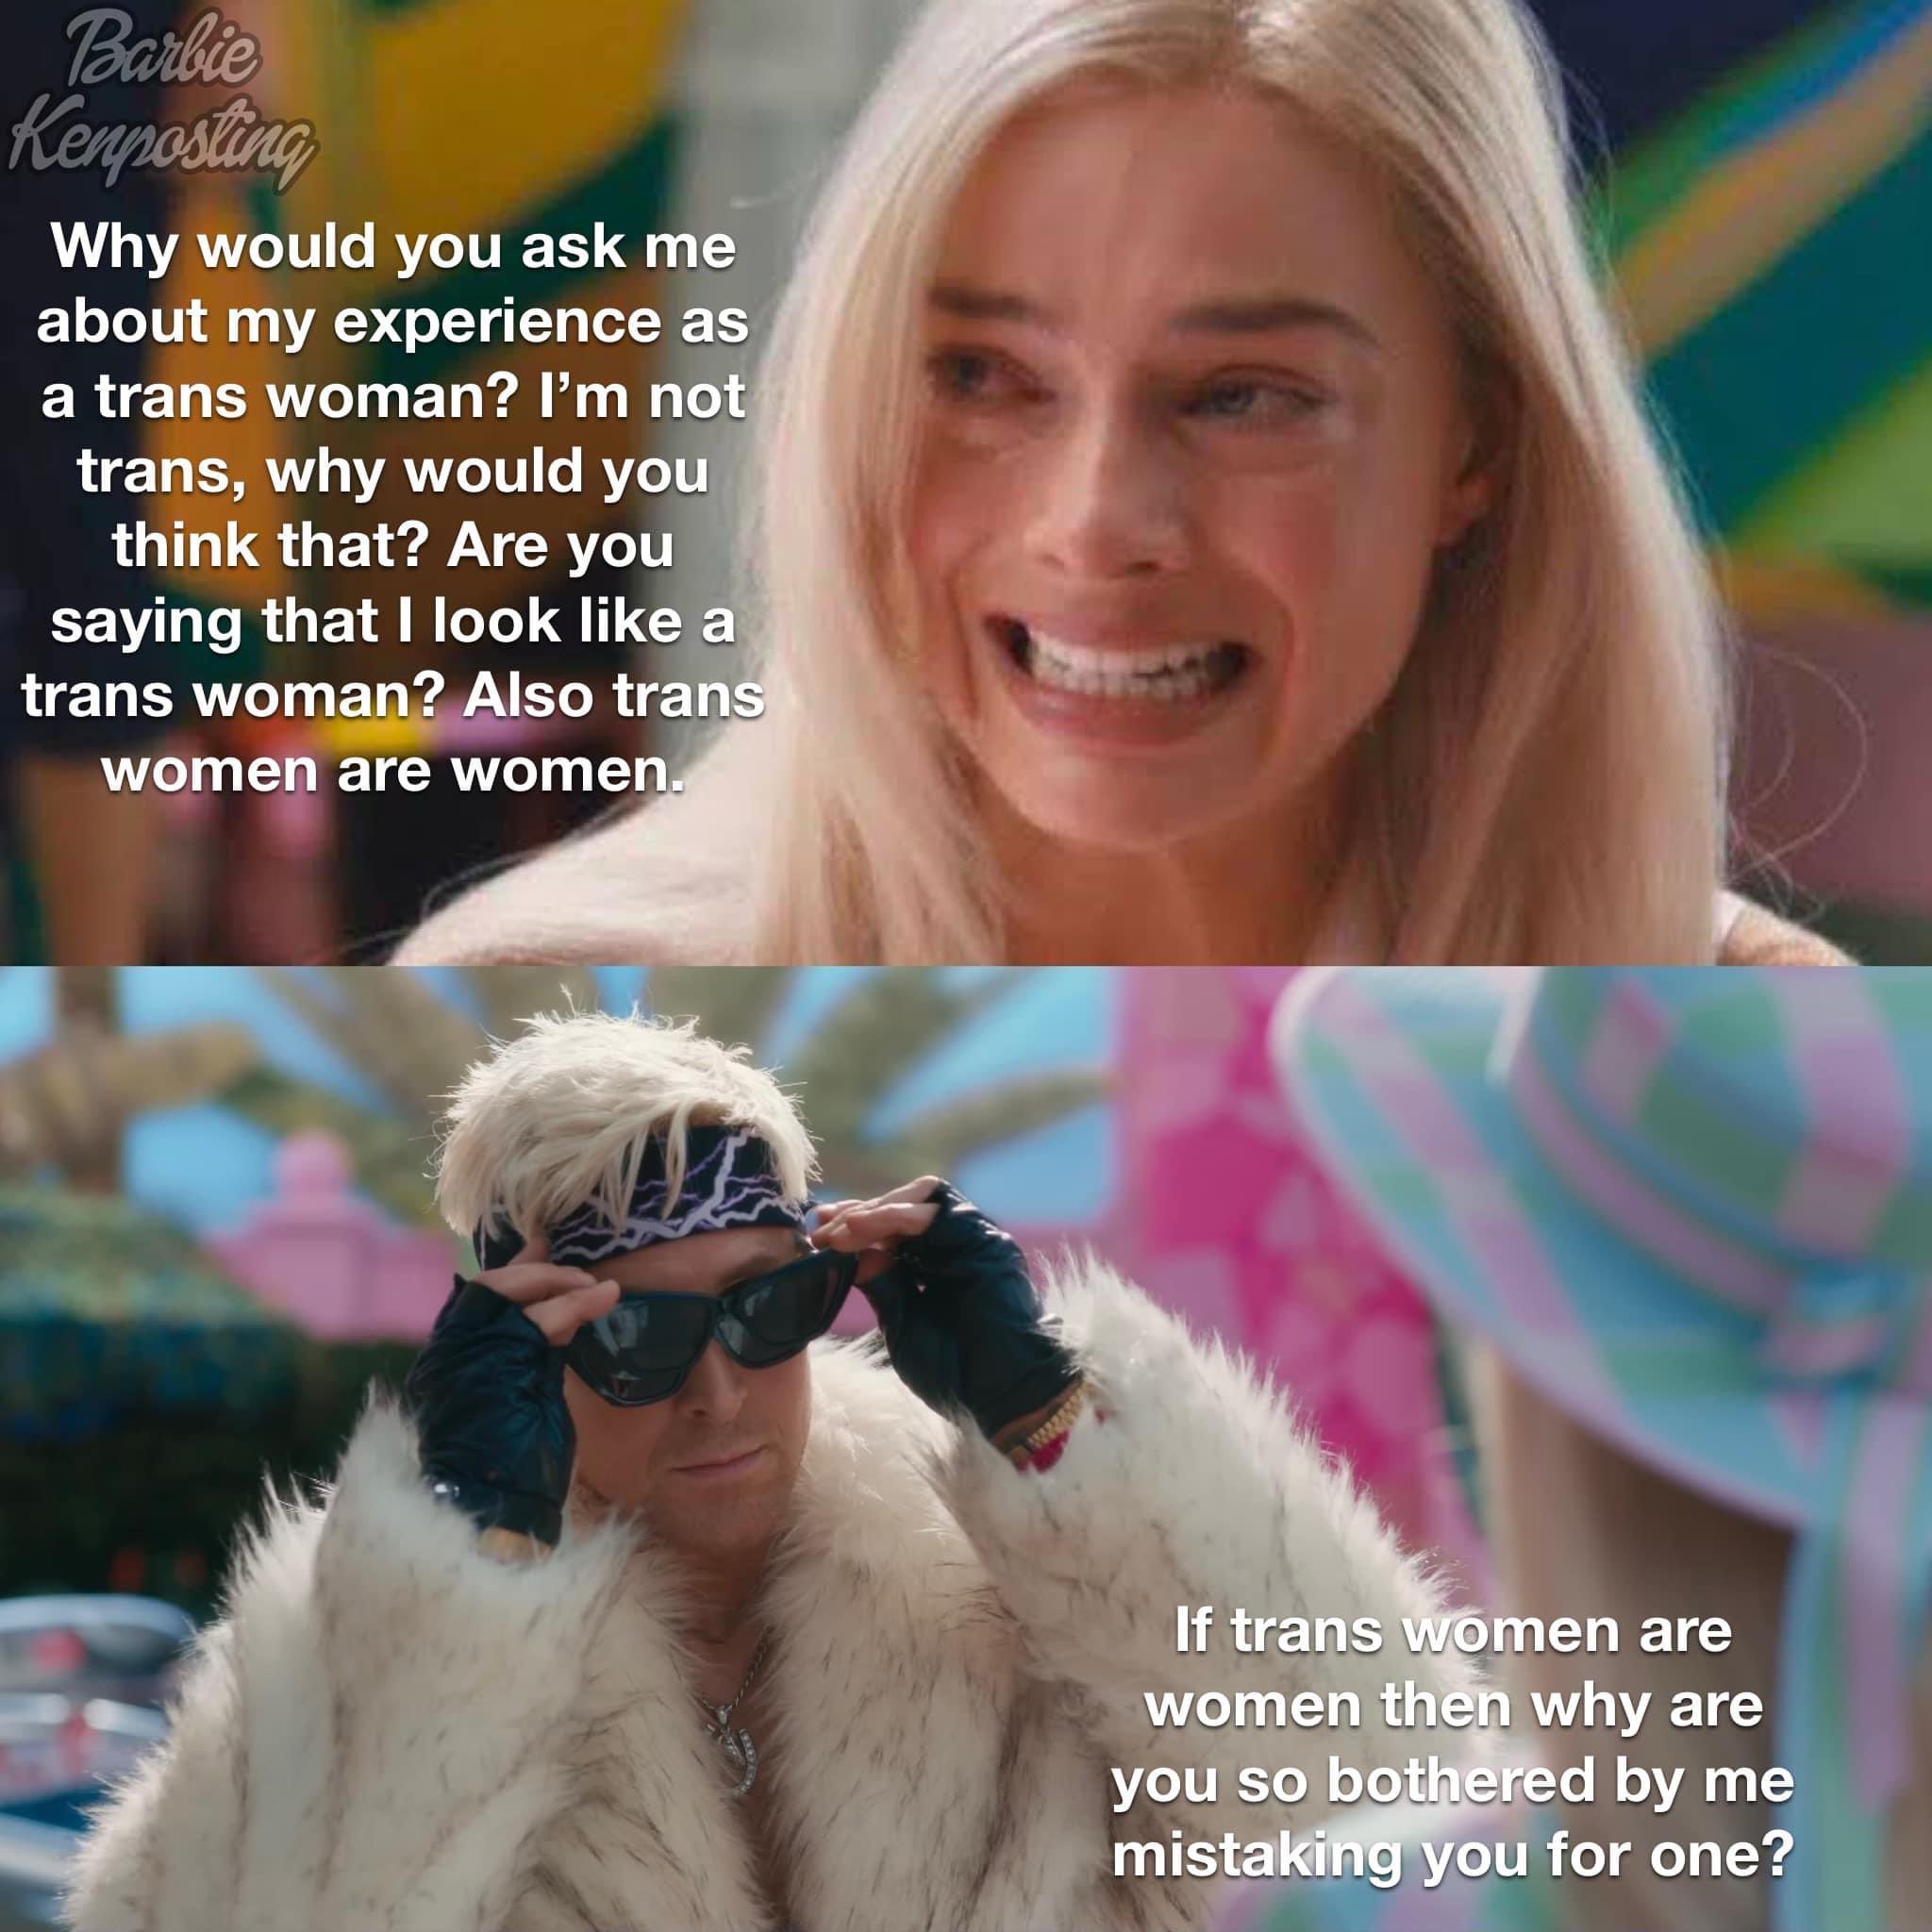 Barbie
Kenposting
Why would you ask me
about my experience as
a trans woman? I’m not
trans, why would you
think that? Are you
saying that I look like a
trans woman? Also trans
women are women.
If trans women are
women then why are
you so bothered by me
mistaking you for one?